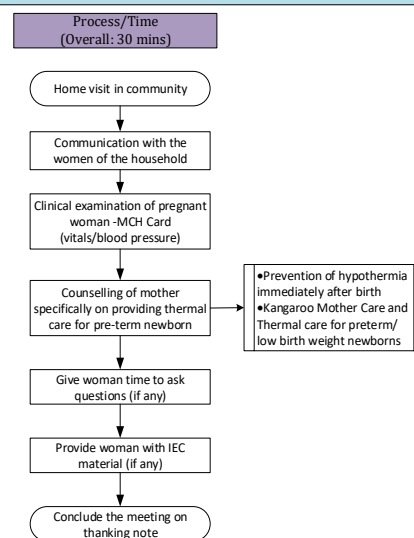 Process/Time
(Overall: 30 mins)
Home visit in community
Communication with the
women of the household
Clinical examination of pregnant
woman -MCH Card
(vitals/blood pressure)
Counselling of mother
specifically on providing thermal
care for pre-term newborn
•Prevention of hypothermia
immediately after birth
•Kangaroo Mother Care and
Thermal care for preterm/
low birth weight newborns
Give woman time to ask
questions (if any)
Provide woman with IEC
material (if any)
Conclude the meeting on
thanking note